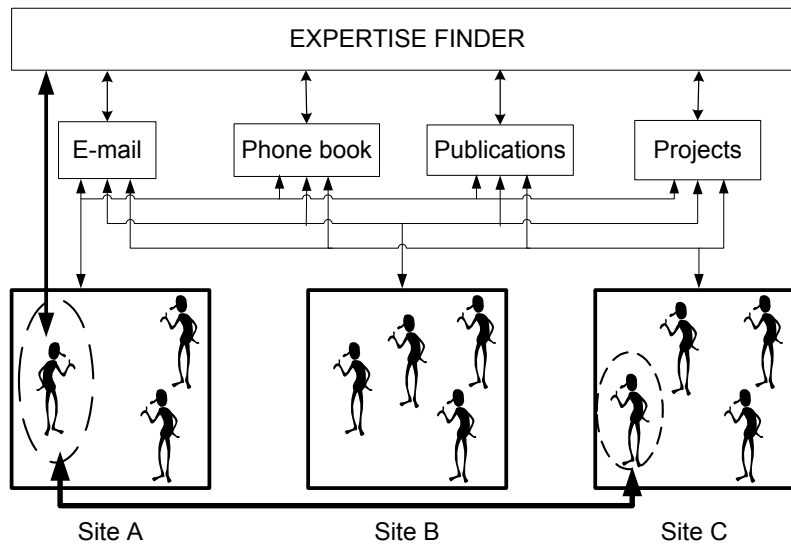 EXPERTISE FINDER
E-mail
Phone book
Publications
Projects
Site A
Site B
Site C